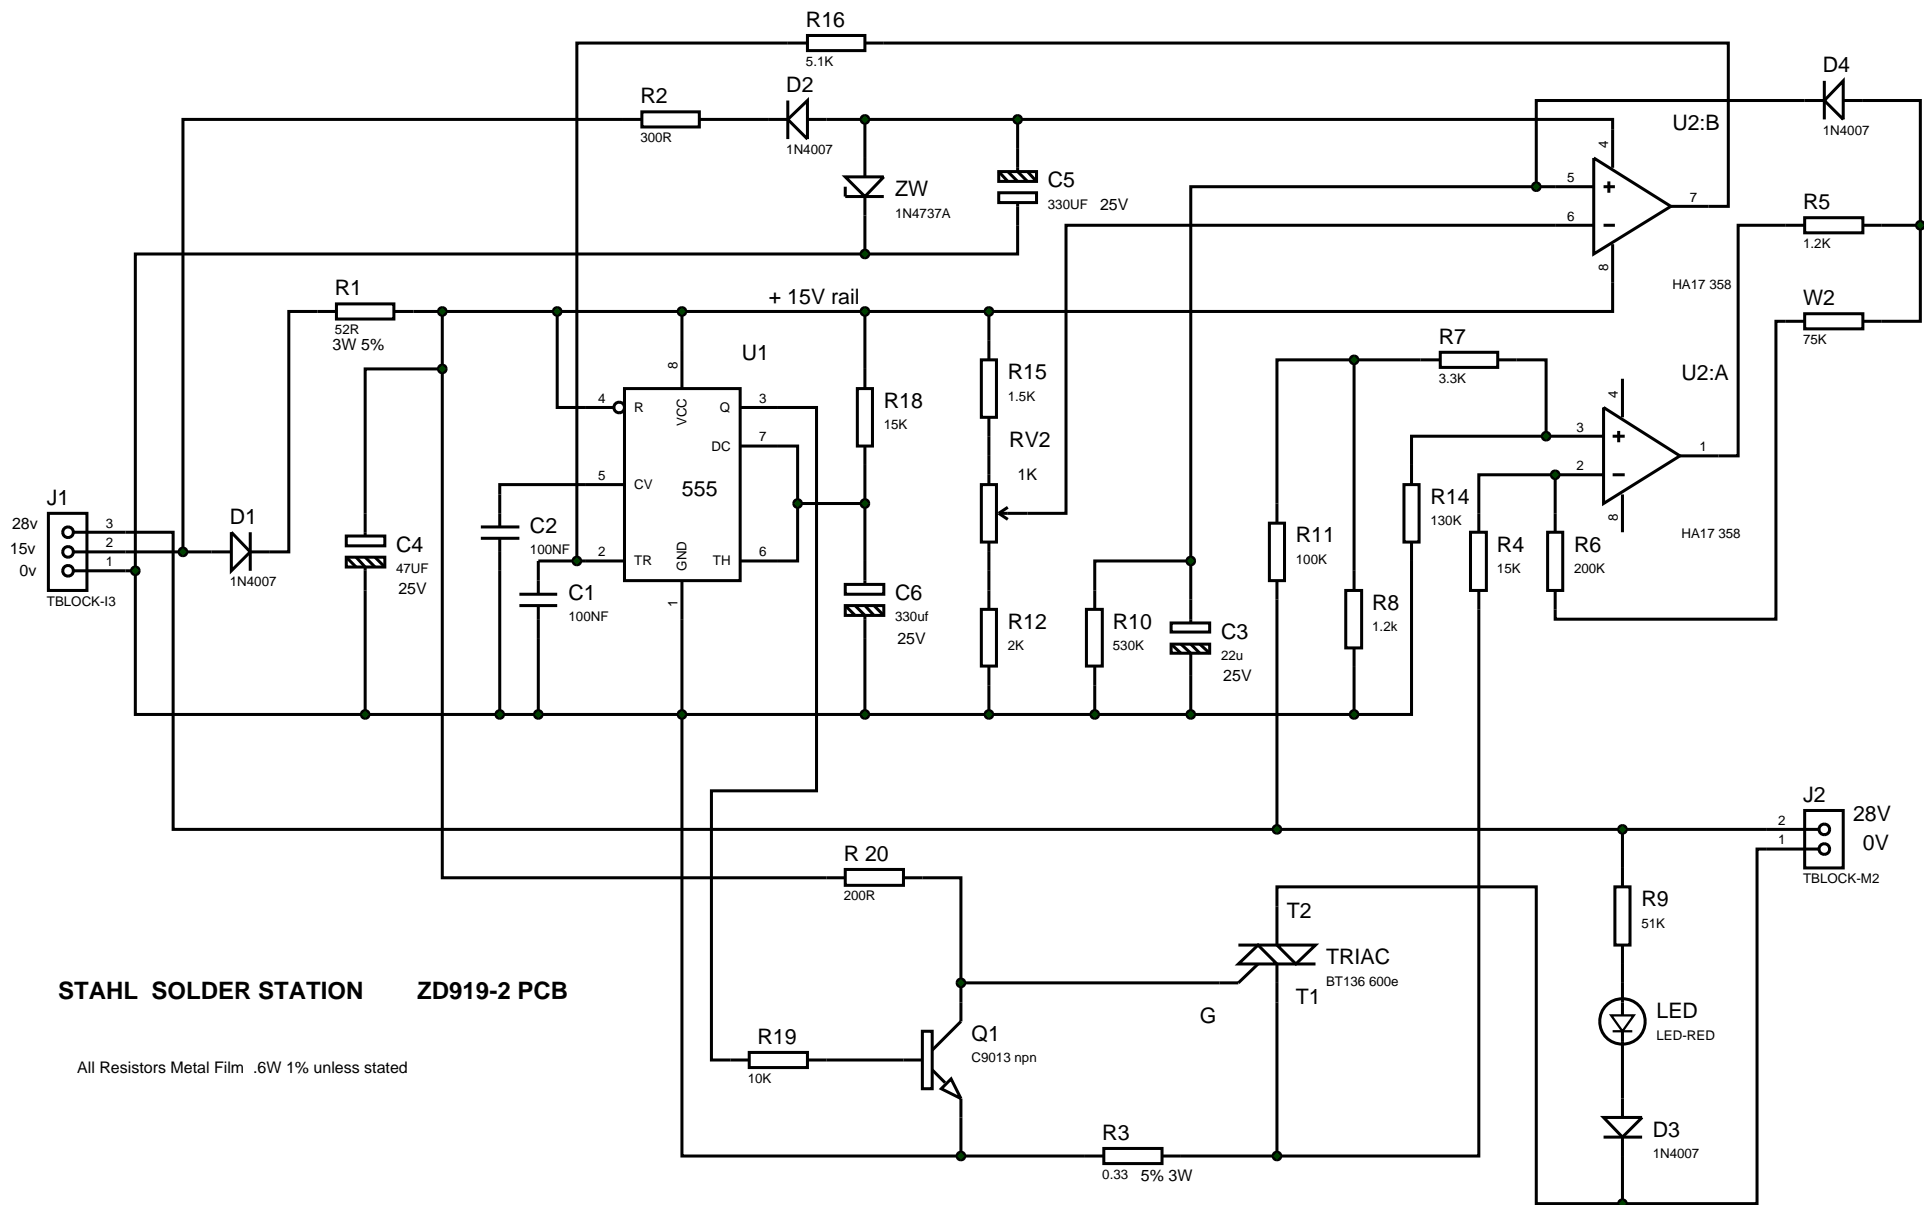 R16
5.1K
D4
1N4007
R2
300R
D2
1N4007
U2:B
4
5
6
7
8
+
−
HA17 358
ZW
1N4737A
C5
330UF 25V
R5
1.2K
W2
75K
R1
52R
3W 5%
+ 15V rail
U1
8
4
R
VCC
Q
3
DC
7
5
CV
555
2
TR
GND
TH
6
1
R18
15K
R15
1.5K
RV2
1K
R7
3.3K
U2:A
4
3
2
1
8
+
−
HA17 358
J1
28v
15v
0v
3
2
1
TBLOCK-I3
D1
1N4007
C4
47UF
25V
C2
100NF
C1
100NF
C6
330uf
25V
R12
2K
R10
530K
C3
22u
25V
R11
100K
R14
130K
R8
1.2k
R4
15K
R6
200K
J2
28V
0V
2
1
TBLOCK-M2
R 20
200R
T2
TRIAC
BT136 600e
T1
G
R9
51K
LED
LED-RED
D3
1N4007
STAHL SOLDER STATION ZD919-2 PCB
All Resistors Metal Film .6W 1% unless stated
R19
10K
Q1
C9013 npn
R3
0.33 5% 3W